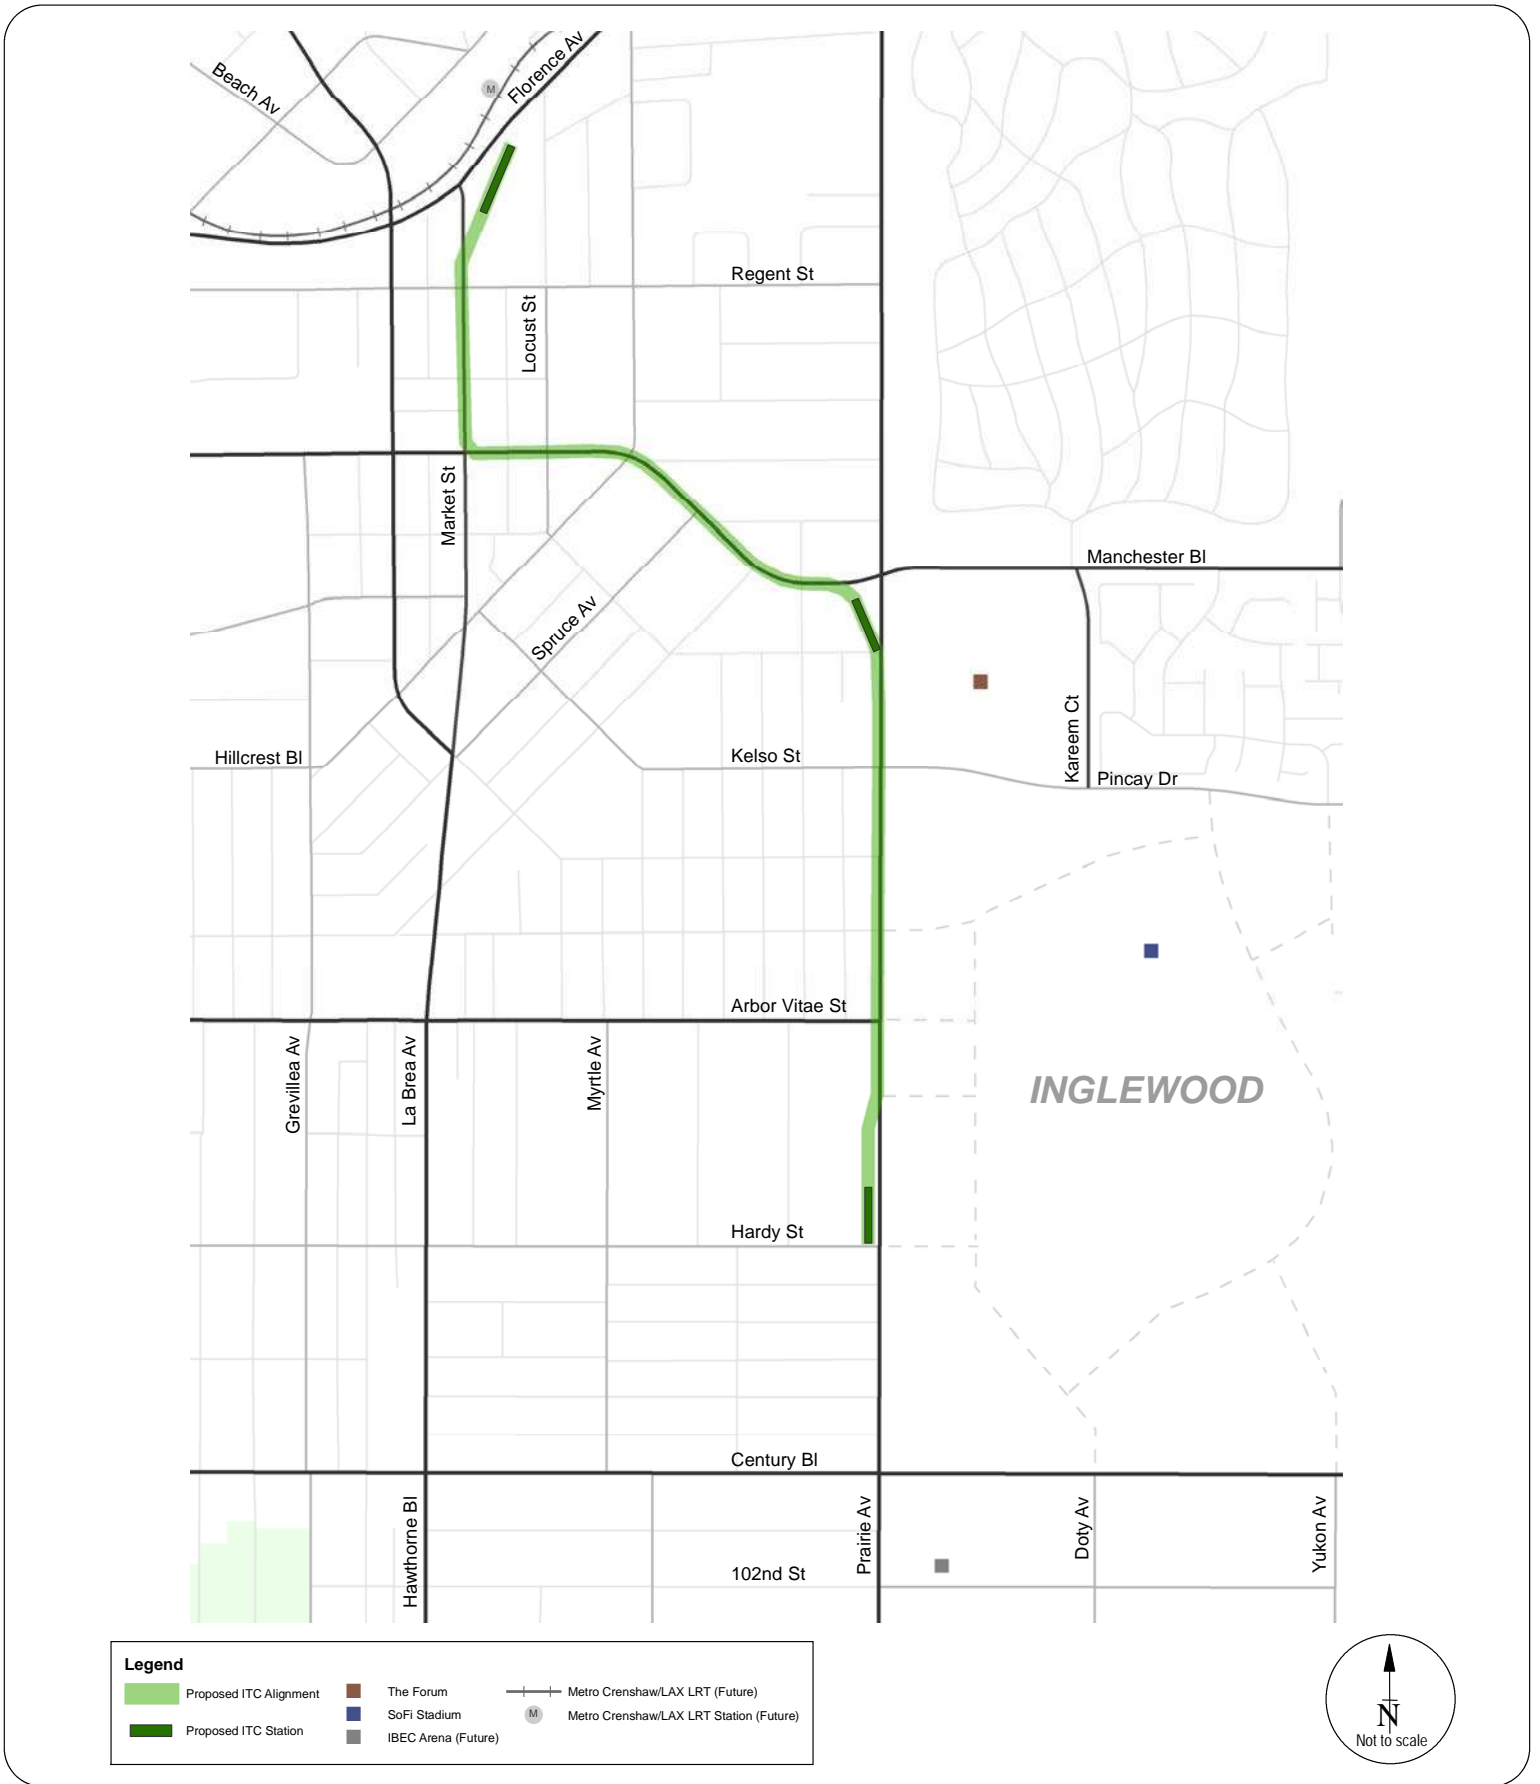 Beach Av
Florence Av
M
Regent St
Locust St
Market St
Manchester Bl
Spruce Av
Kareem Ct
Hillcrest Bl
Kelso St
Pincay Dr
Arbor Vitae St
Grevillea Av
La Brea Av
Myrtle Av
INGLEWOOD
Hardy St
Century Bl
Hawthorne Bl
Prairie Av
Doty Av
Yukon Av
102nd St
Legend
Proposed ITC Alignment
Proposed ITC Station
The Forum
SoFi Stadium
IBEC Arena (Future)
Metro Crenshaw/LAX LRT (Future)
M
Metro Crenshaw/LAX LRT Station (Future)
N
Not to scale